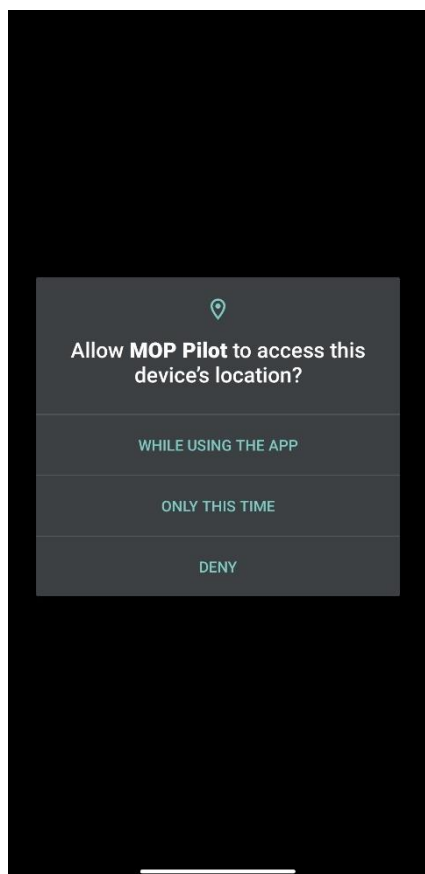 Allow MOP Pilot to access this
device's location?
WHILE USING THE APP
ONLY THIS TIME
DENY